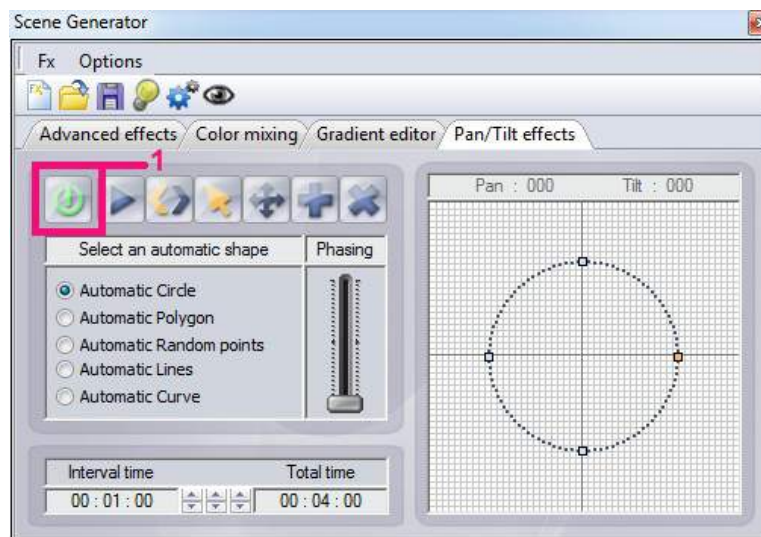 Scene Generator
Fx Options
Advanced effects Color mixing Gradient editor Pan/Tilt effects
1
Select an automatic shape Phasing
Automatic Circle
Automatic Polygon
Automatic Random points
Automatic Lines
Automatic Curve
Interval time Total time
00 : 01 : 00 00 : 04 : 00
Pan : 000 Tilt : 000